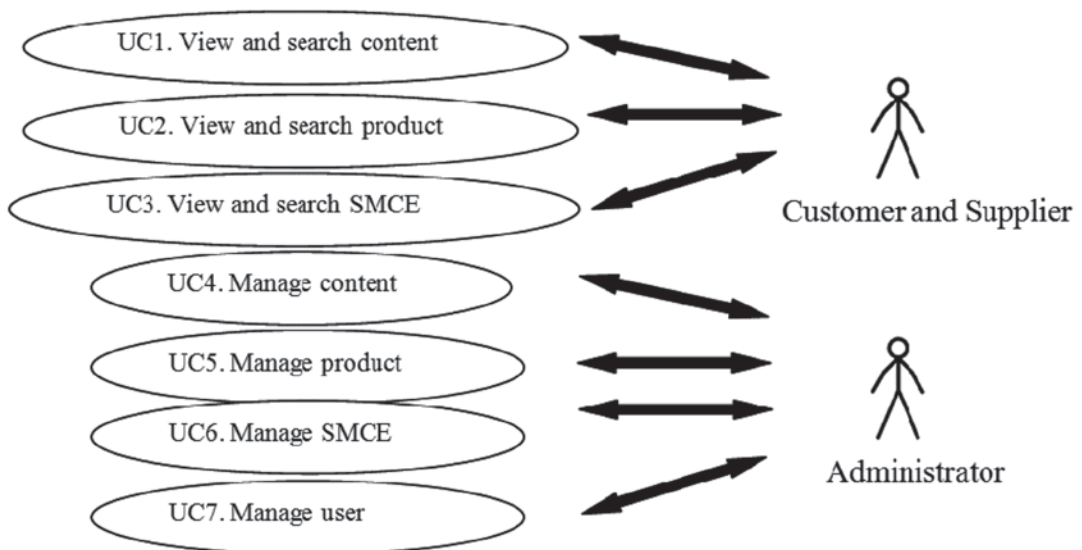 UC1. View and search content
UC2. View and search product
UC3. View and search SMCE
Customer and Supplier
UC4. Manage content
UC5. Manage product
UC6. Manage SMCE
UC7. Manage user
Administrator